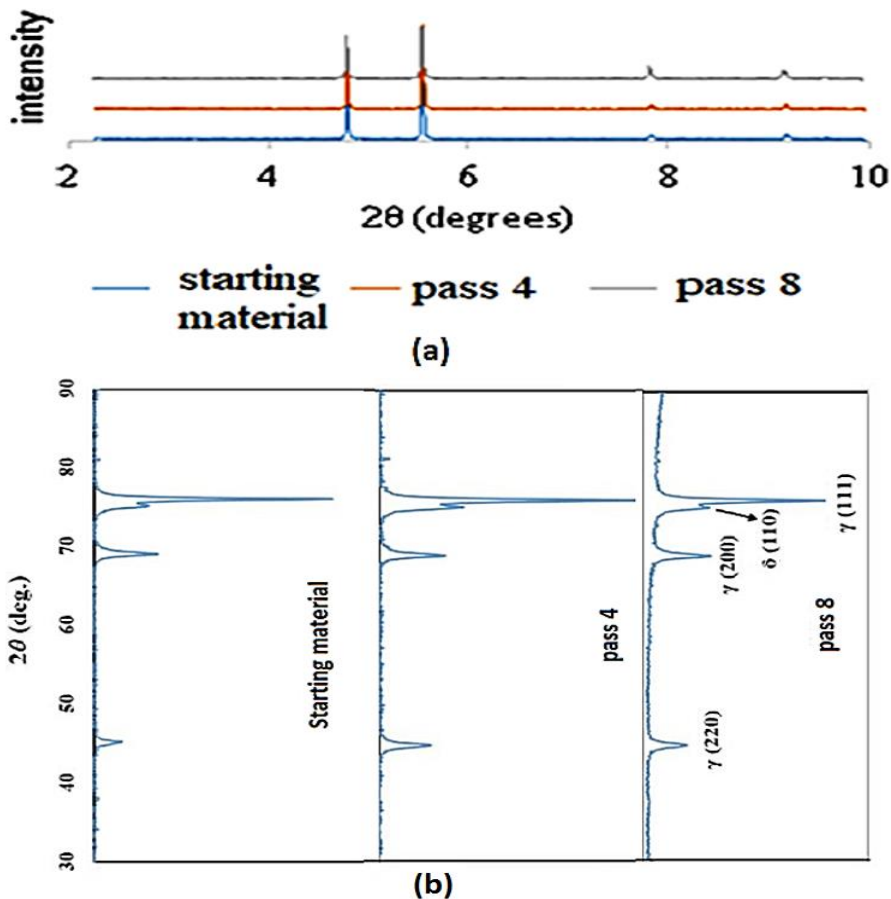 intensity
2 4 6 8 10
2θ (degrees)
starting
material
pass 4
pass 8
(a)
2θ (deg.)
90
80
70
60
50
40
30
Starting material
pass 4
pass 8
γ (111)
δ (110)
γ (200)
γ (220)
(b)